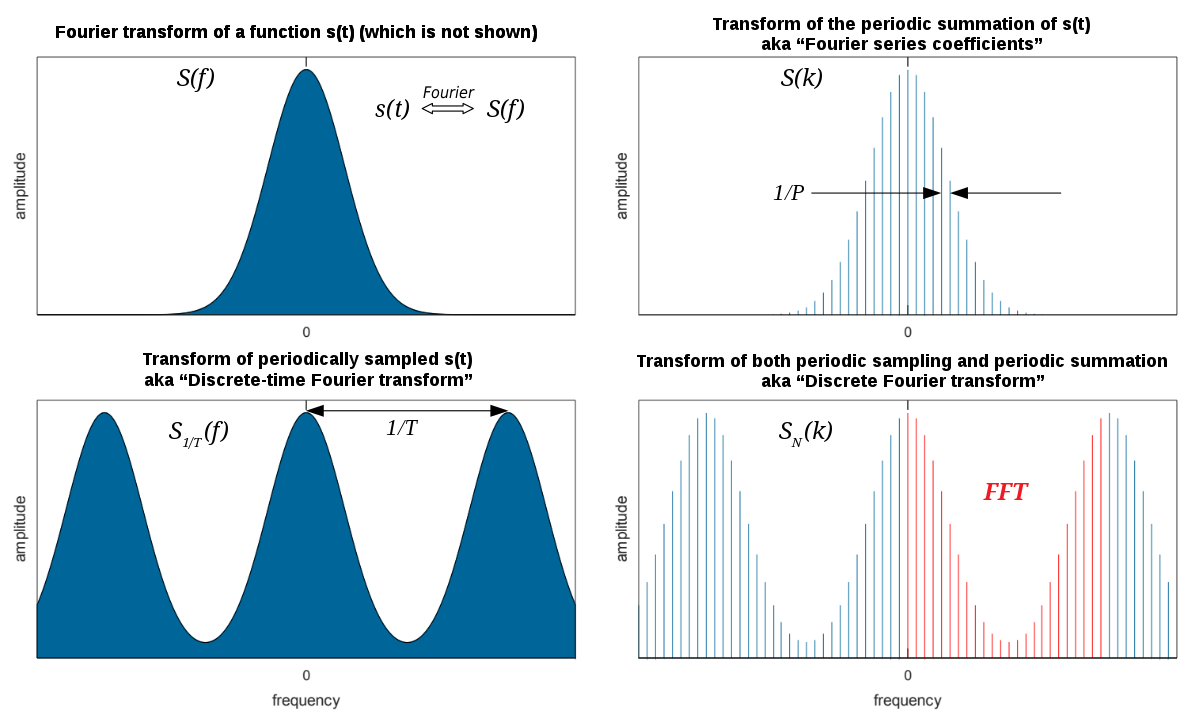 Fourier transform of a function s(t) (which is not shown)
S(f)
Fourier
s(t) S(f)
amplitude
0
Transform of the periodic summation of s(t)
aka “Fourier series coefficients”
S(k)
1/P
amplitude
0
Transform of periodically sampled s(t)
aka “Discrete-time Fourier transform”
S1/T(f)
1/T
amplitude
0
frequency
Transform of both periodic sampling and periodic summation
aka “Discrete Fourier transform”
SN(k)
FFT
amplitude
0
frequency